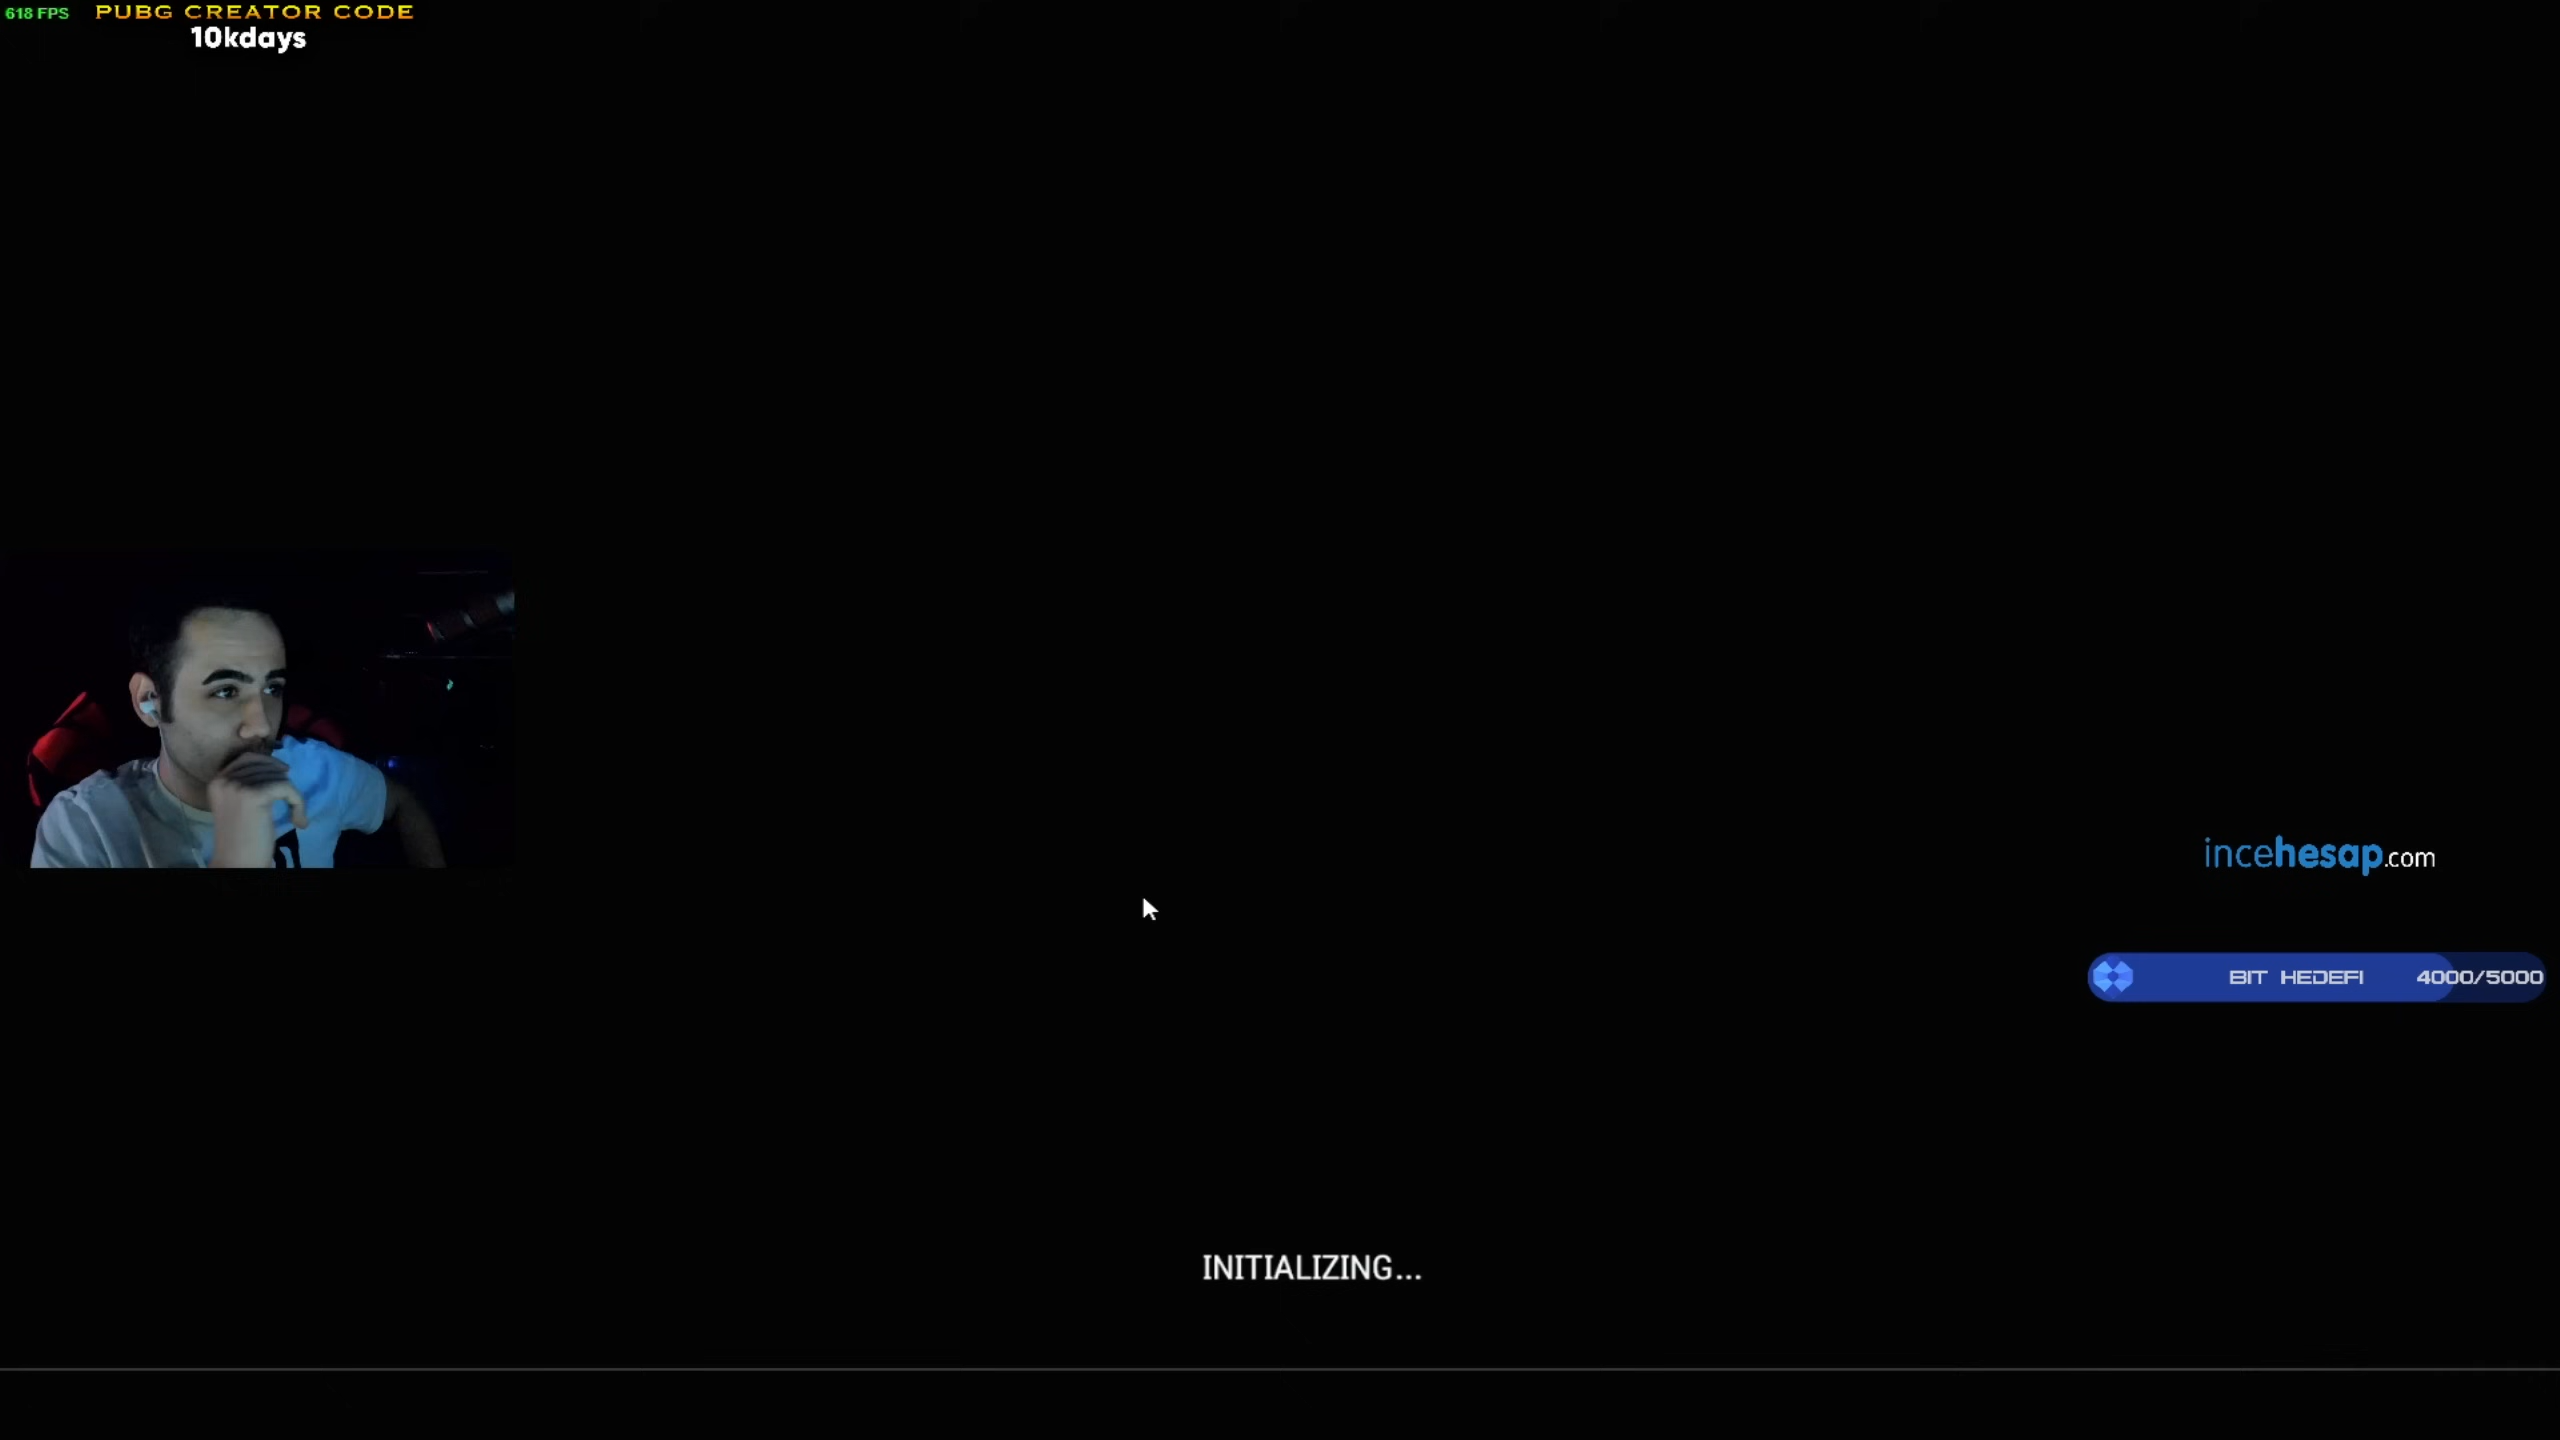 618 FPS
PUBG CREATOR CODE
10kdays
incehesap.com
BIT HEDEFI 4000/5000
INITIALIZING...